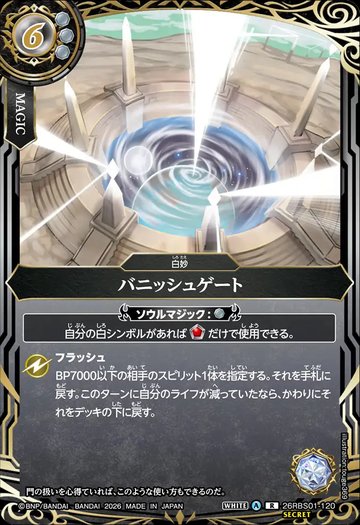 6
MAGIC
しろ たえ
白妙
バニッシュゲート
ソウルマジック:
自分の白シンボルがあれば だけで使用できる。
フラッシュ
BP7000以下の相手のスピリット1体を指定する。それを手札に
戻す。このターンに自分のライフが減っていたなら、かわりにそ
れをデッキの下に戻す。
門の扱いを心得ていれば、このような使い方もできるのだ。
©BNP/BANDAI ©BANDAI 2026 MADE IN JAPAN
WHITE A R 26RBS01-120
SECRET